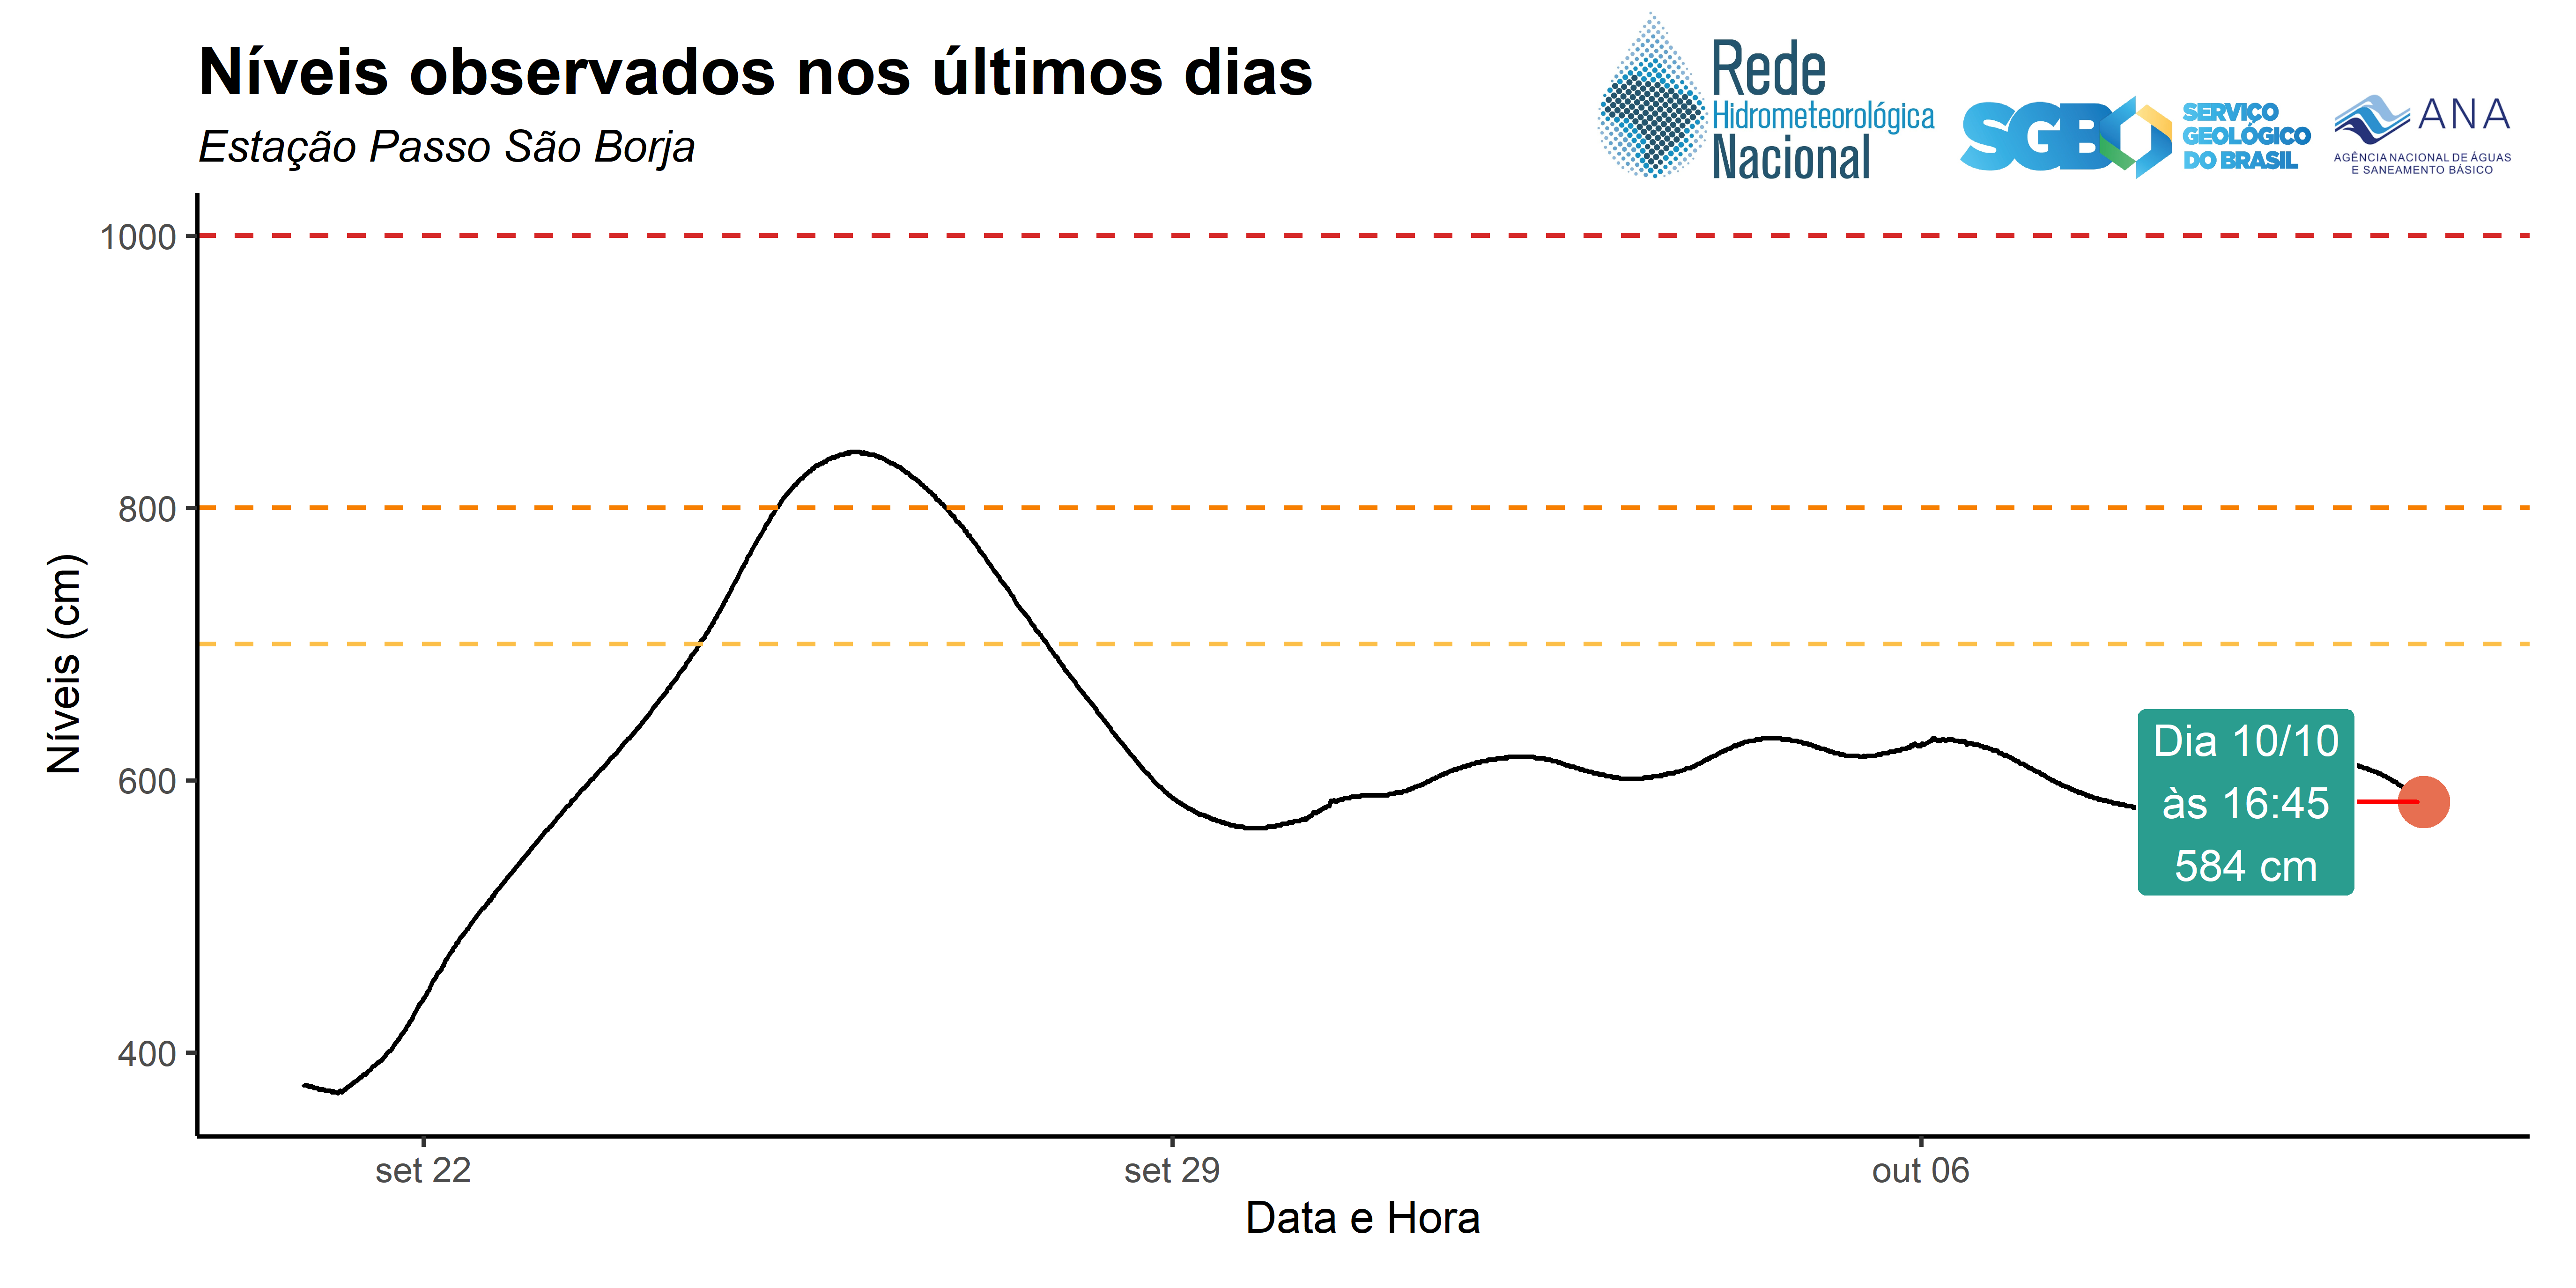 Níveis observados nos últimos dias
Estação Passo São Borja
Rede
Hidrometeorológica
Nacional
SGB
SERVIÇO
GEOLÓGICO
DO BRASIL
ANA
AGÊNCIA NACIONAL DE ÁGUAS
E SANEAMENTO BÁSICO
Níveis (cm)
1000
800
600
400
Dia 10/10
às 16:45
584 cm
set 22
set 29
out 06
Data e Hora